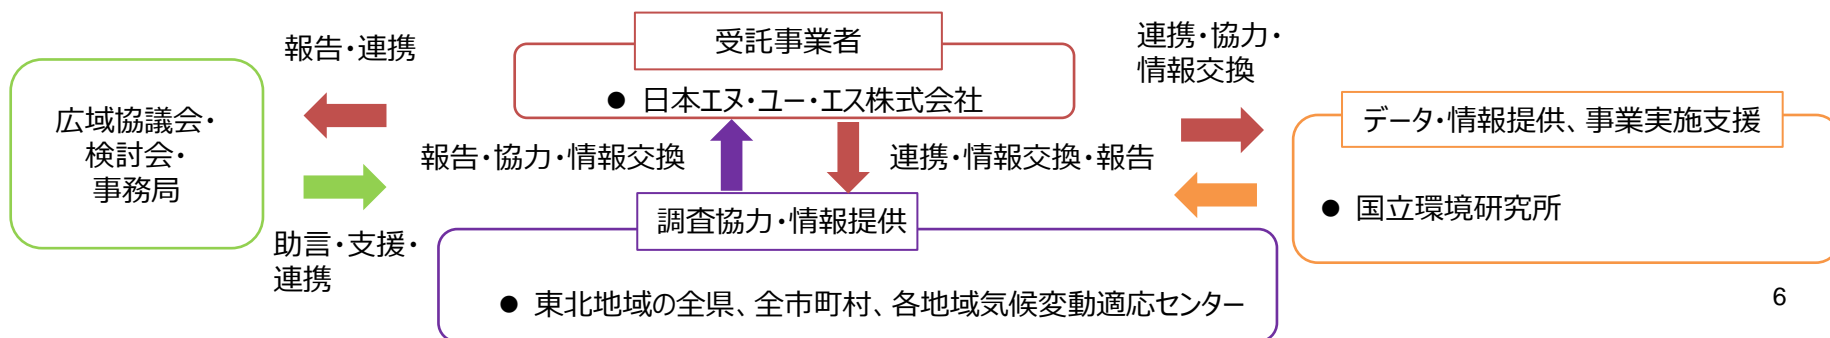 報告・連携
広域協議会・
検討会・
事務局
助言・支援・
連携
受託事業者
● 日本エヌ・ユー・エス株式会社
報告・協力・情報交換
連携・情報交換・報告
調査協力・情報提供
● 東北地域の全県、全市町村、各地域気候変動適応センター
連携・協力・
情報交換
データ・情報提供、事業実施支援
● 国立環境研究所
6